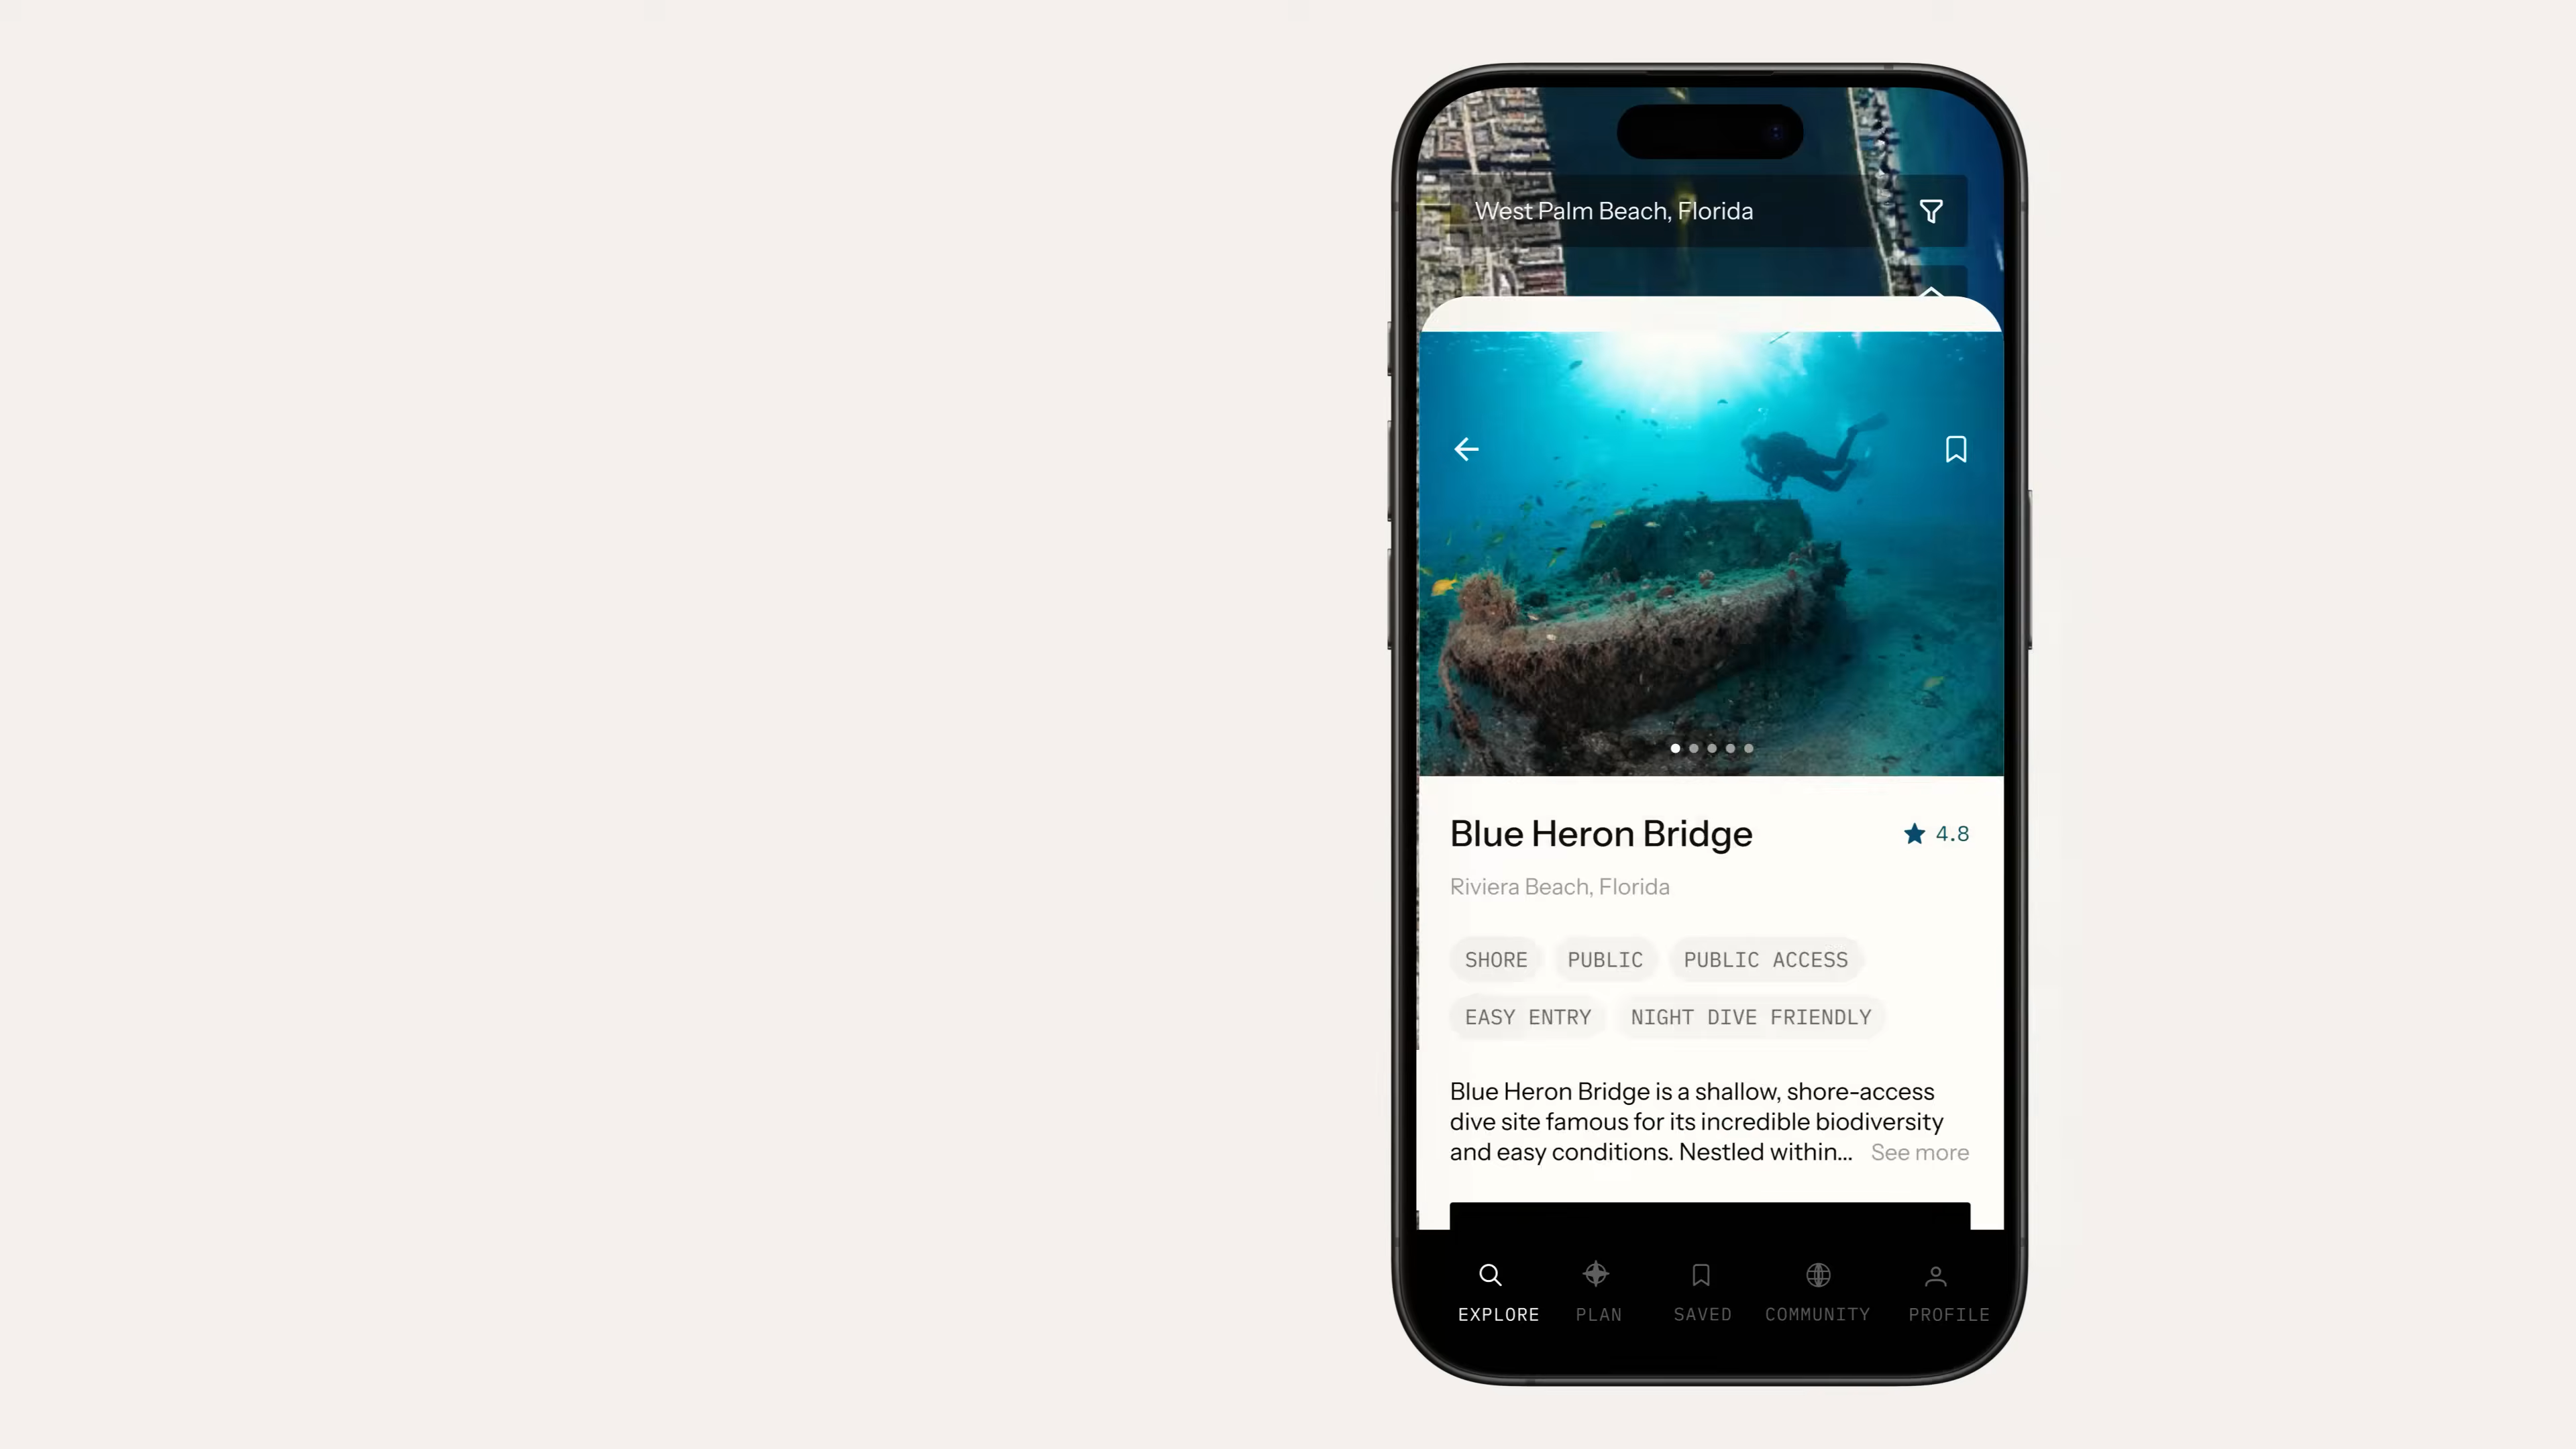 West Palm Beach, Florida
Blue Heron Bridge
4.8
Riviera Beach, Florida
SHORE PUBLIC PUBLIC ACCESS
EASY ENTRY NIGHT DIVE FRIENDLY
Blue Heron Bridge is a shallow, shore-access
dive site famous for its incredible biodiversity
and easy conditions. Nestled within... See more
EXPLORE PLAN SAVED COMMUNITY PROFILE